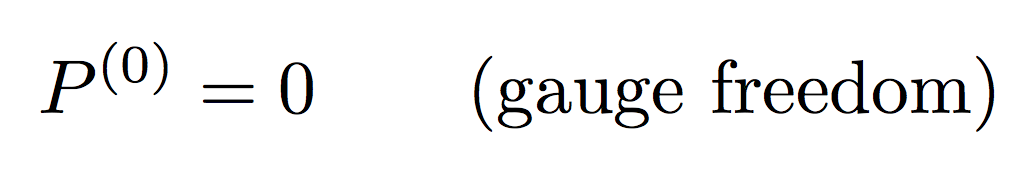 P^{(0)} = 0 (gauge freedom)